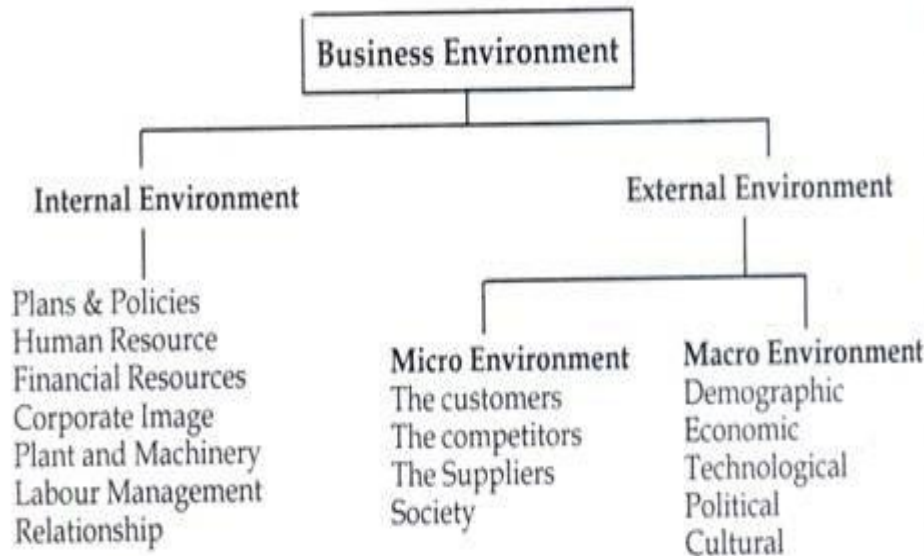 Business Environment
Internal Environment
External Environment
Plans & Policies
Human Resource
Financial Resources
Corporate Image
Plant and Machinery
Labour Management
Relationship
Micro Environment
The customers
The competitors
The Suppliers
Society
Macro Environment
Demographic
Economic
Technological
Political
Cultural